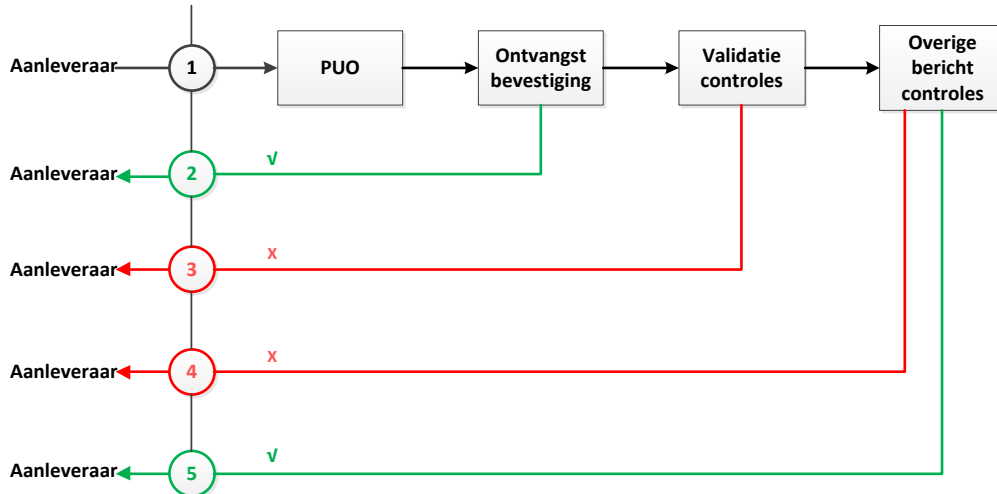 Aanleveraar
1
PUO
Ontvangst
bevestiging
Validatie
controles
Overige
bericht
controles
Aanleveraar
2
√
Aanleveraar
3
X
Aanleveraar
4
X
Aanleveraar
5
√